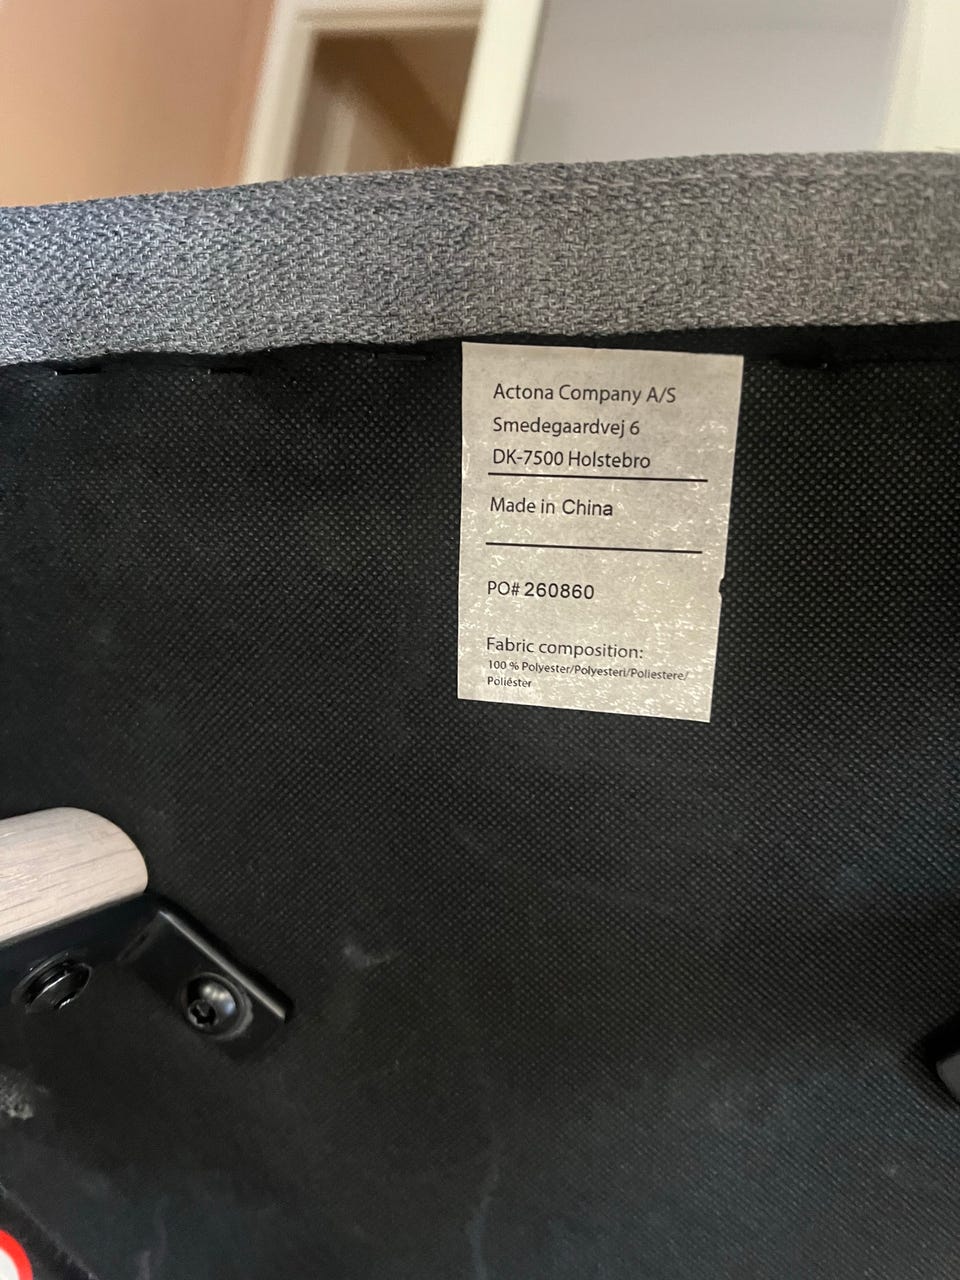 Actona Company A/S
Smedegaardvej 6
DK-7500 Holstebro
Made in China
PO# 260860
Fabric composition:
100 % Polyester/Polyesteri/Poliestere/
Poliéster